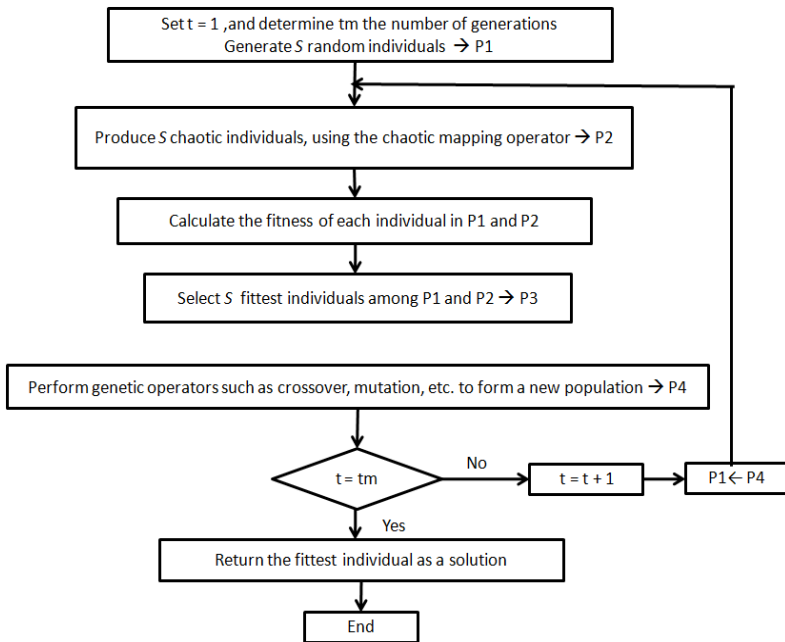 Set t = 1 ,and determine tm the number of generations
Generate S random individuals → P1
Produce S chaotic individuals, using the chaotic mapping operator → P2
Calculate the fitness of each individual in P1 and P2
Select S fittest individuals among P1 and P2 → P3
Perform genetic operators such as crossover, mutation, etc. to form a new population → P4
t = tm
No
t = t + 1
P1← P4
Yes
Return the fittest individual as a solution
End